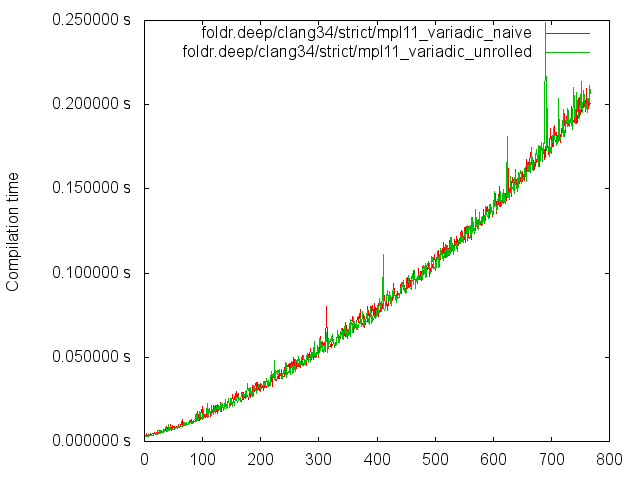 0.250000 s
foldr.deep/clang34/strict/mpl11_variadic_naive
foldr.deep/clang34/strict/mpl11_variadic_unrolled
0.200000 s
0.150000 s
Compilation time
0.100000 s
0.050000 s
0.000000 s
0 100 200 300 400 500 600 700 800